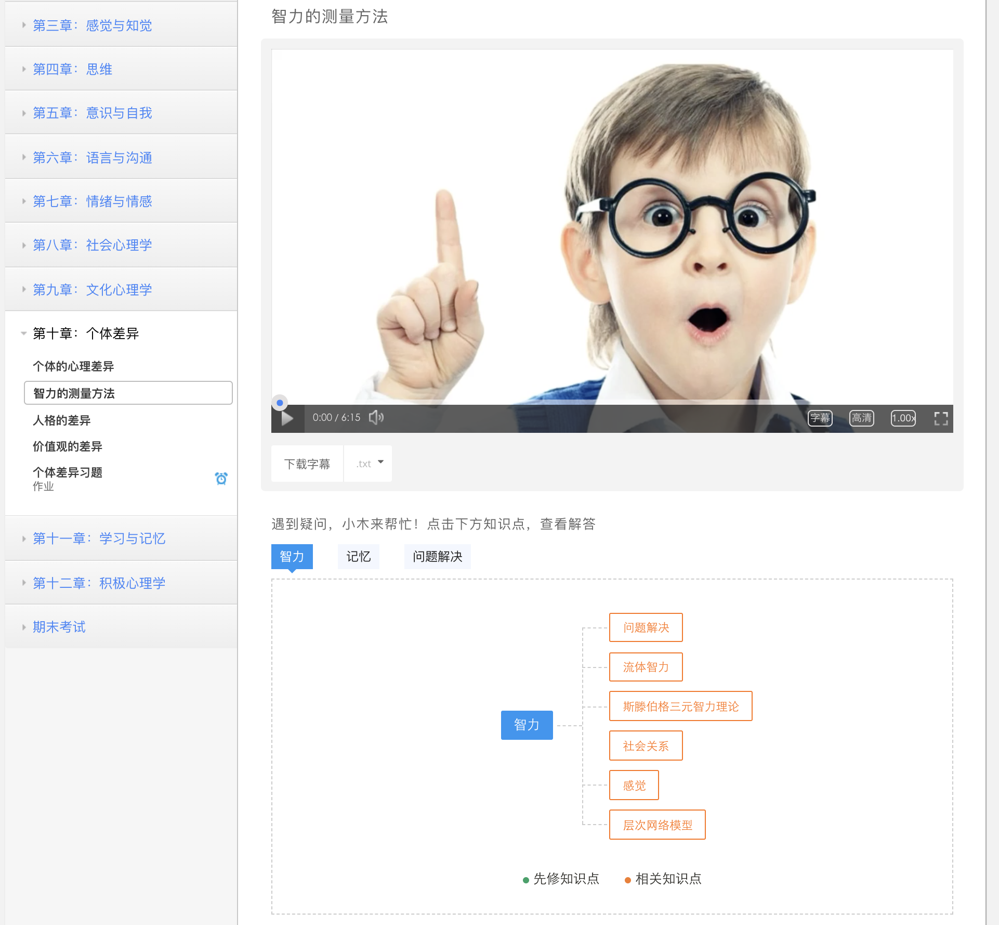 第三章：感觉与知觉
第四章：思维
第五章：意识与自我
第六章：语言与沟通
第七章：情绪与情感
第八章：社会心理学
第九章：文化心理学
第十章：个体差异
个体的心理差异
智力的测量方法
人格的差异
价值观的差异
个体差异习题
作业
第十一章：学习与记忆
第十二章：积极心理学
期末考试
智力的测量方法
0:00 / 6:15 字幕 高清 1.00x
下载字幕 .txt
遇到疑问，小木来帮忙！点击下方知识点，查看解答
智力 记忆 问题解决
智力
问题解决
流体智力
斯滕伯格三元智力理论
社会关系
感觉
层次网络模型
先修知识点 相关知识点